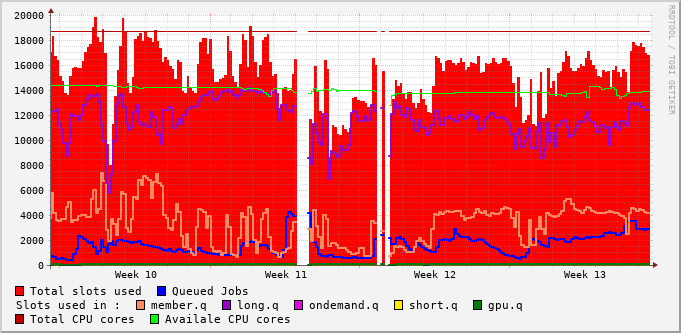 20000
18000
16000
14000
12000
10000
8000
6000
4000
2000
0
Week 10 Week 11 Week 12 Week 13
Total slots used Queued Jobs
Slots used in : member.q long.q ondemand.q short.q gpu.q
Total CPU cores Availale CPU cores
RRDTOOL / TOBI OETIKER